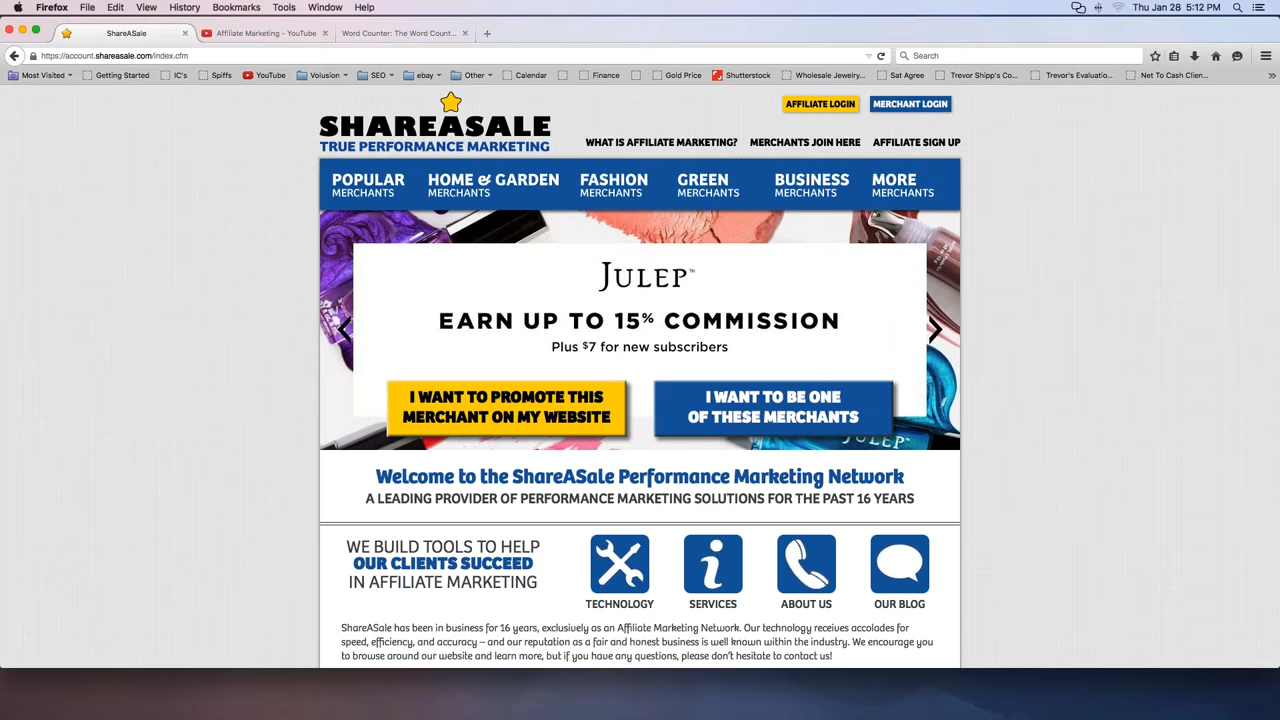 Firefox File Edit View History Bookmarks Tools Window Help Thu Jan 28 5:12 PM
ShareASale Affiliate Marketing - YouTube Word Counter: The Word Count...
https://account.shareasale.com/index.cfm Search
Most Visited Getting Started IC's Spiffs YouTube Volusion SEO ebay Other Calendar Finance Gold Price Shutterstock Wholesale Jewelry... Sat Agree Trevor Shipp's Co... Trevor's Evaluatio... Net To Cash Clien...
AFFILIATE LOGIN MERCHANT LOGIN
SHAREASALE
TRUE PERFORMANCE MARKETING
WHAT IS AFFILIATE MARKETING? MERCHANTS JOIN HERE AFFILIATE SIGN UP
POPULAR HOME & GARDEN FASHION GREEN BUSINESS MORE
MERCHANTS MERCHANTS MERCHANTS MERCHANTS MERCHANTS MERCHANTS
JULEP™
EARN UP TO 15% COMMISSION
Plus $7 for new subscribers
I WANT TO PROMOTE THIS
MERCHANT ON MY WEBSITE
I WANT TO BE ONE
OF THESE MERCHANTS
JULEP
Welcome to the ShareASale Performance Marketing Network
A LEADING PROVIDER OF PERFORMANCE MARKETING SOLUTIONS FOR THE PAST 16 YEARS
WE BUILD TOOLS TO HELP
OUR CLIENTS SUCCEED
IN AFFILIATE MARKETING
TECHNOLOGY SERVICES ABOUT US OUR BLOG
ShareASale has been in business for 16 years, exclusively as an Affiliate Marketing Network. Our technology receives accolades for
speed, efficiency, and accuracy – and our reputation as a fair and honest business is well known within the industry. We encourage you
to browse around our website and learn more, but if you have any questions, please don't hesitate to contact us!